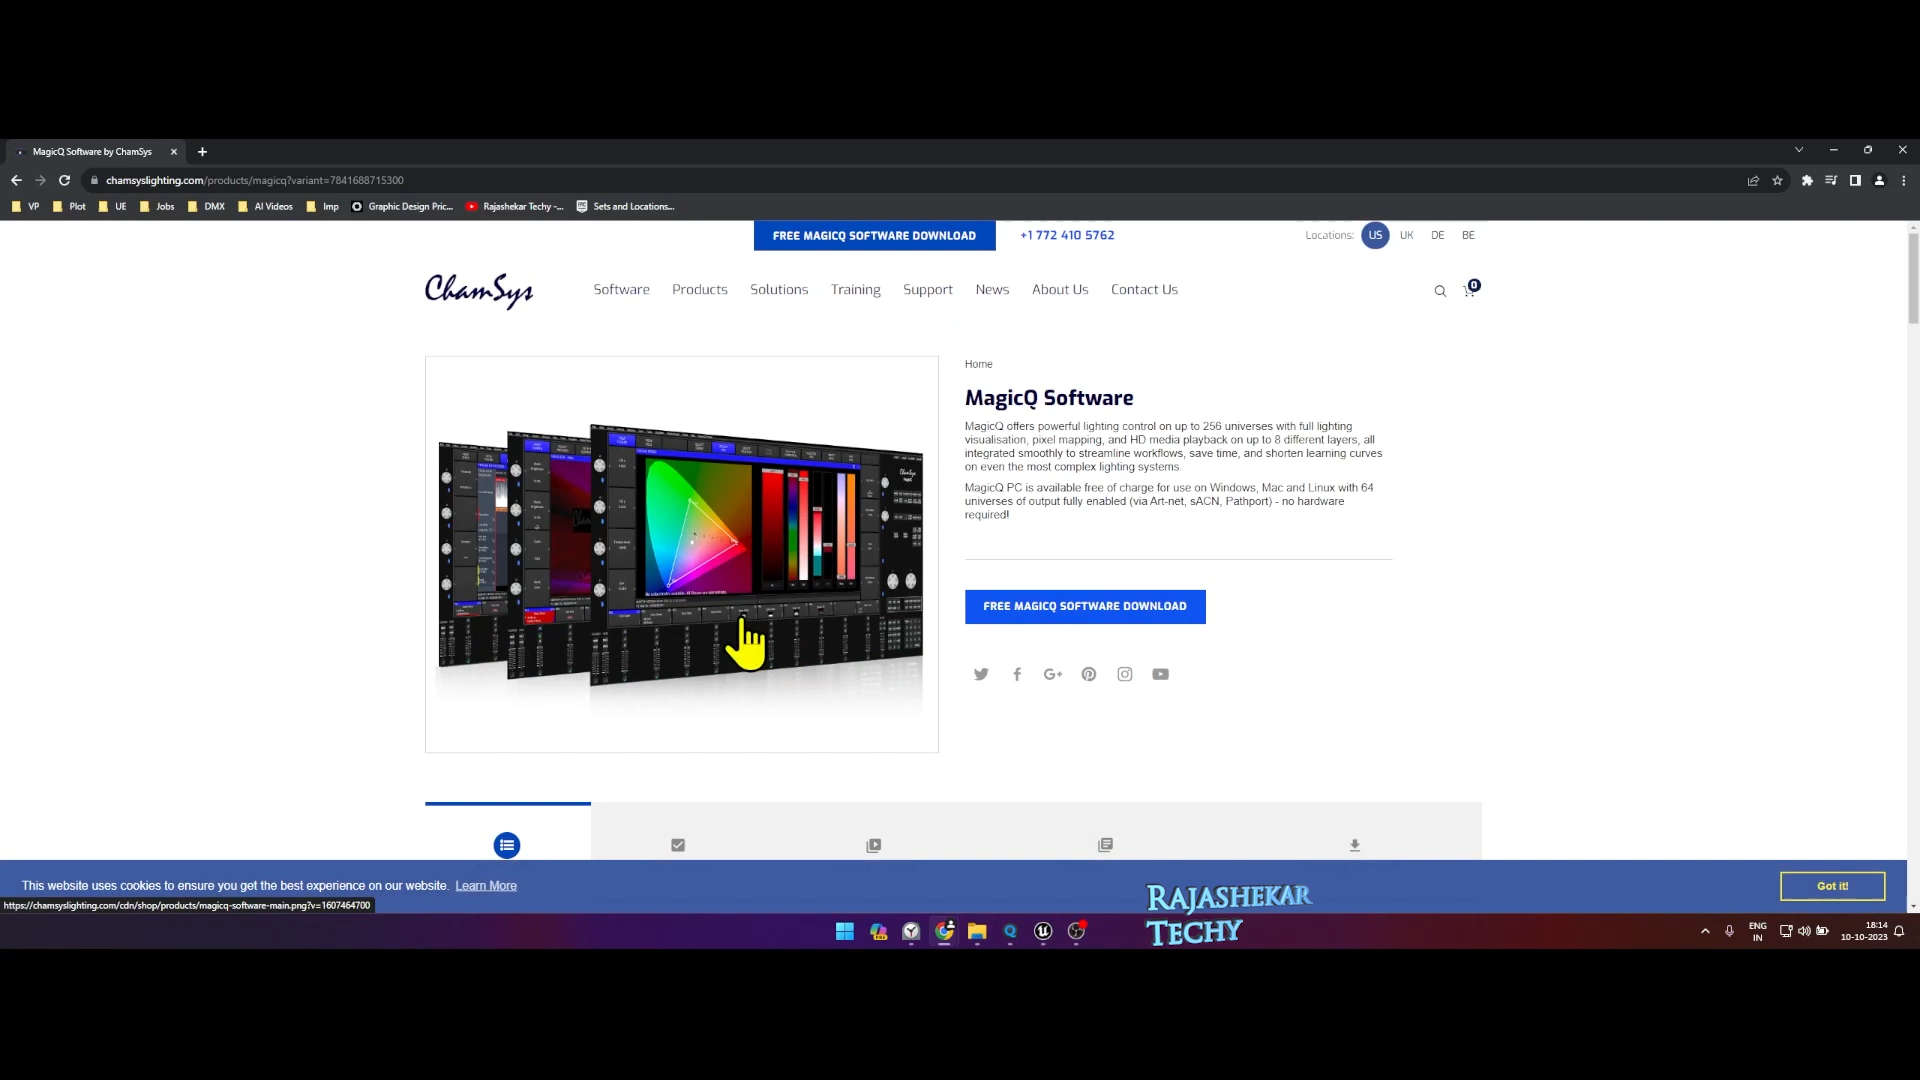 MagicQ Software by ChamSys
chamsyslighting.com/products/magicq?variant=7841688715300
VP Plot UE Jobs DMX AI Videos Imp Graphic Design Pric... Rajashekar Techy -... Sets and Locations...
FREE MAGICQ SOFTWARE DOWNLOAD +1 772 410 5762 Locations: US UK DE BE
ChamSys Software Products Solutions Training Support News About Us Contact Us 0
Home
MagicQ Software
MagicQ offers powerful lighting control on up to 256 universes with full lighting
visualisation, pixel mapping, and HD media playback on up to 8 different layers, all
integrated smoothly to streamline workflows, save time, and shorten learning curves
on even the most complex lighting systems.
MagicQ PC is available free of charge for use on Windows, Mac and Linux with 64
universes of output fully enabled (via Art-net, sACN, Pathport) - no hardware
required!
FREE MAGICQ SOFTWARE DOWNLOAD
This website uses cookies to ensure you get the best experience on our website. Learn More
Got it!
https://chamsyslighting.com/cdn/shop/products/magicq-software-main.png?v=1607464700
RAJASHEKAR
TECHY
ENG
IN
18:14
10-10-2023